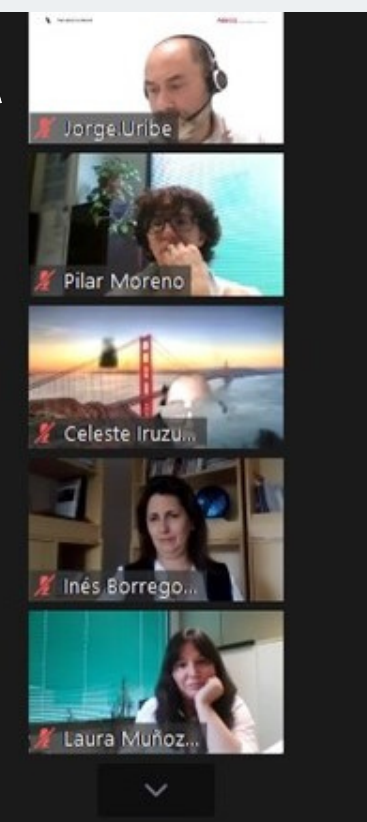 Jorge.Uribe
Pilar Moreno
Celeste Iruzu...
Inés Borrego...
Laura Muñoz...